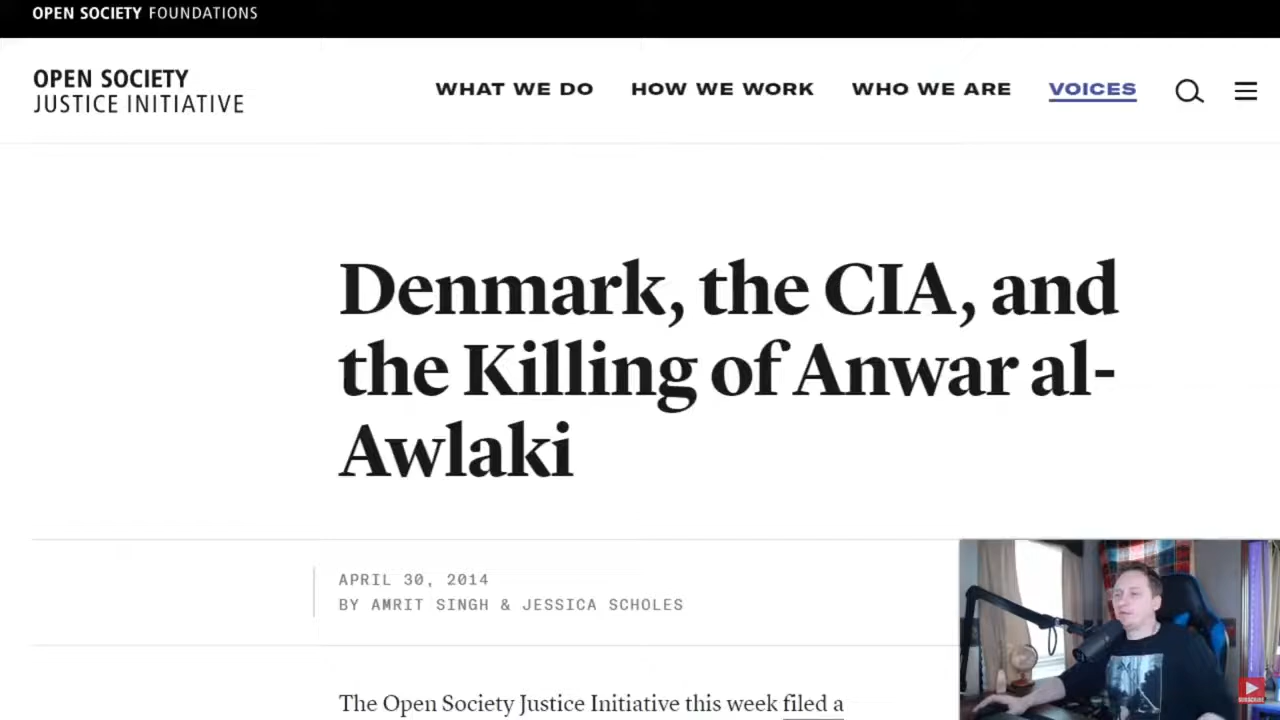 OPEN SOCIETY FOUNDATIONS
OPEN SOCIETY
JUSTICE INITIATIVE
WHAT WE DO HOW WE WORK WHO WE ARE VOICES
Denmark, the CIA, and
the Killing of Anwar al-
Awlaki
APRIL 30, 2014
BY AMRIT SINGH & JESSICA SCHOLES
The Open Society Justice Initiative this week filed a
SUBSCRIBE